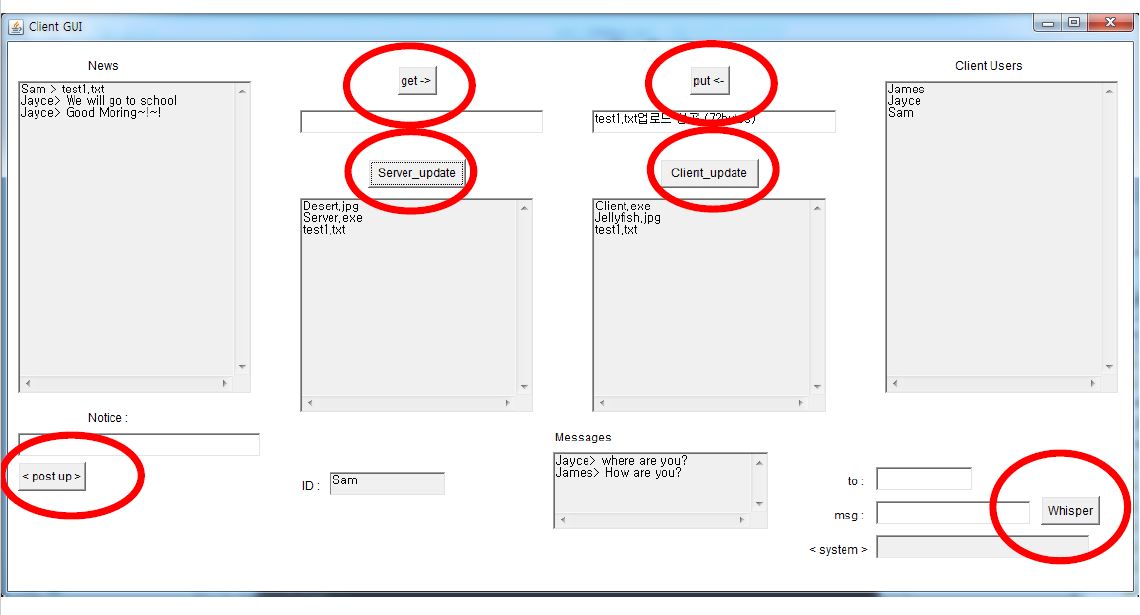 Client GUI
News
Sam > test1.txt
Jayce> We will go to school
Jayce> Good Moring~!~!
get ->
Server_update
Desert.jpg
Server.exe
test1.txt
put <-
test1.txt업로드 (72bytes)
Client_update
Client.exe
Jellyfish.jpg
test1.txt
Client Users
James
Jayce
Sam
Notice :
< post up >
ID :
Sam
Messages
Jayce> where are you?
James> How are you?
to :
msg :
Whisper
< system >